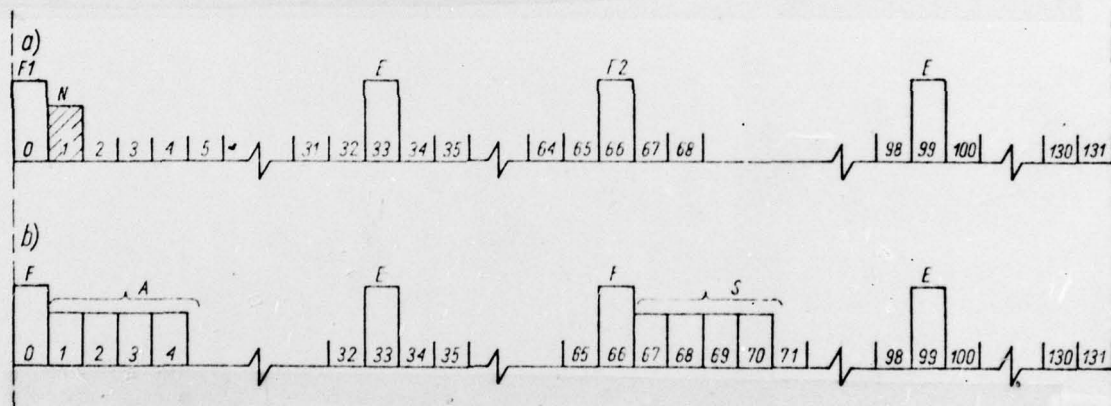 a)
F1 N E F2 E
0 1 2 3 4 5 31 32 33 34 35 64 65 66 67 68 98 99 100 130 131
b)
F A E F S E
0 1 2 3 4 32 33 34 35 65 66 67 68 69 70 71 98 99 100 130 131